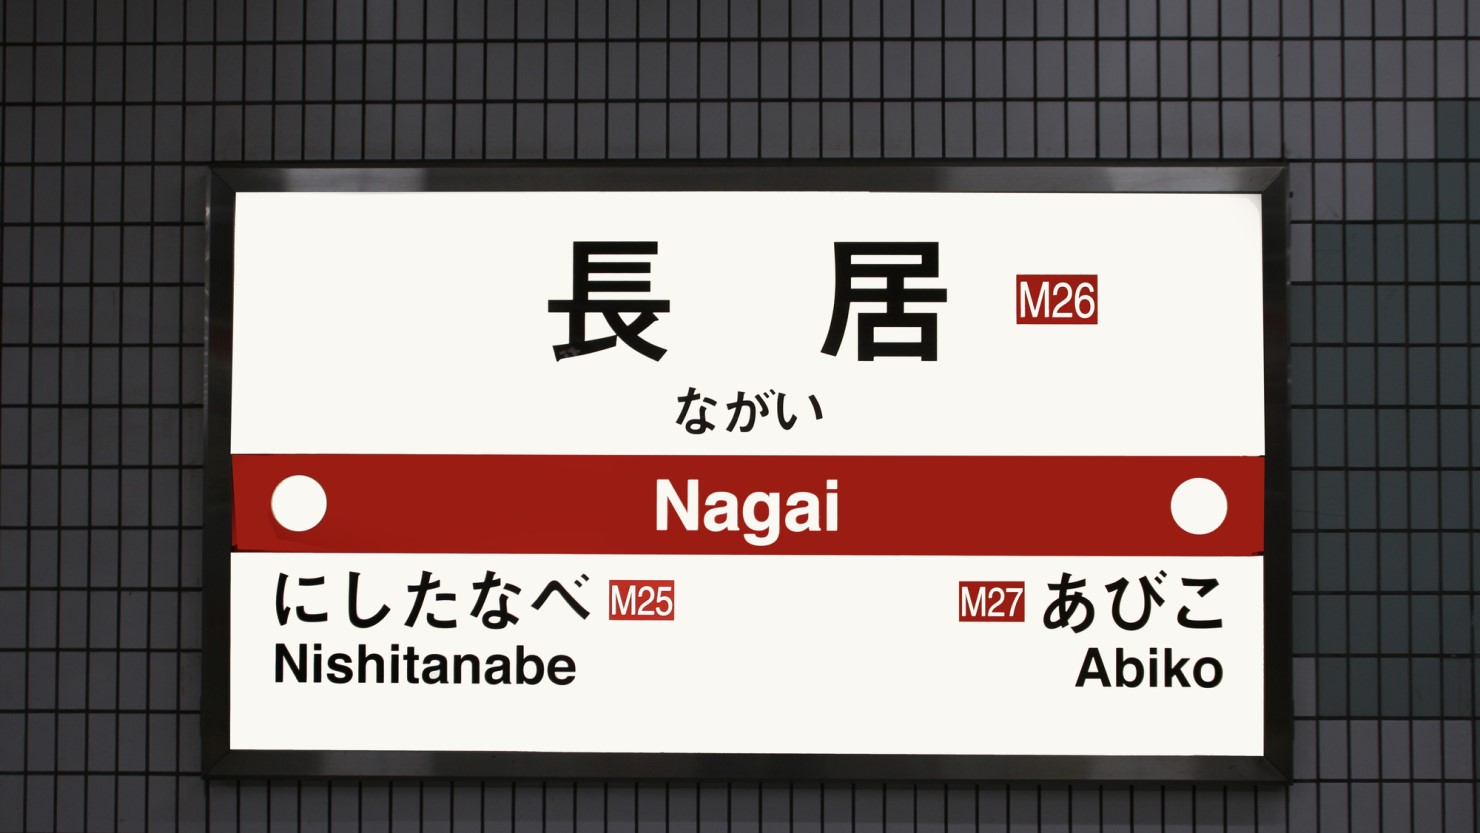 長居 M26
ながい
Nagai
にしたなべ M25 M27 あびこ
Nishitanabe Abiko